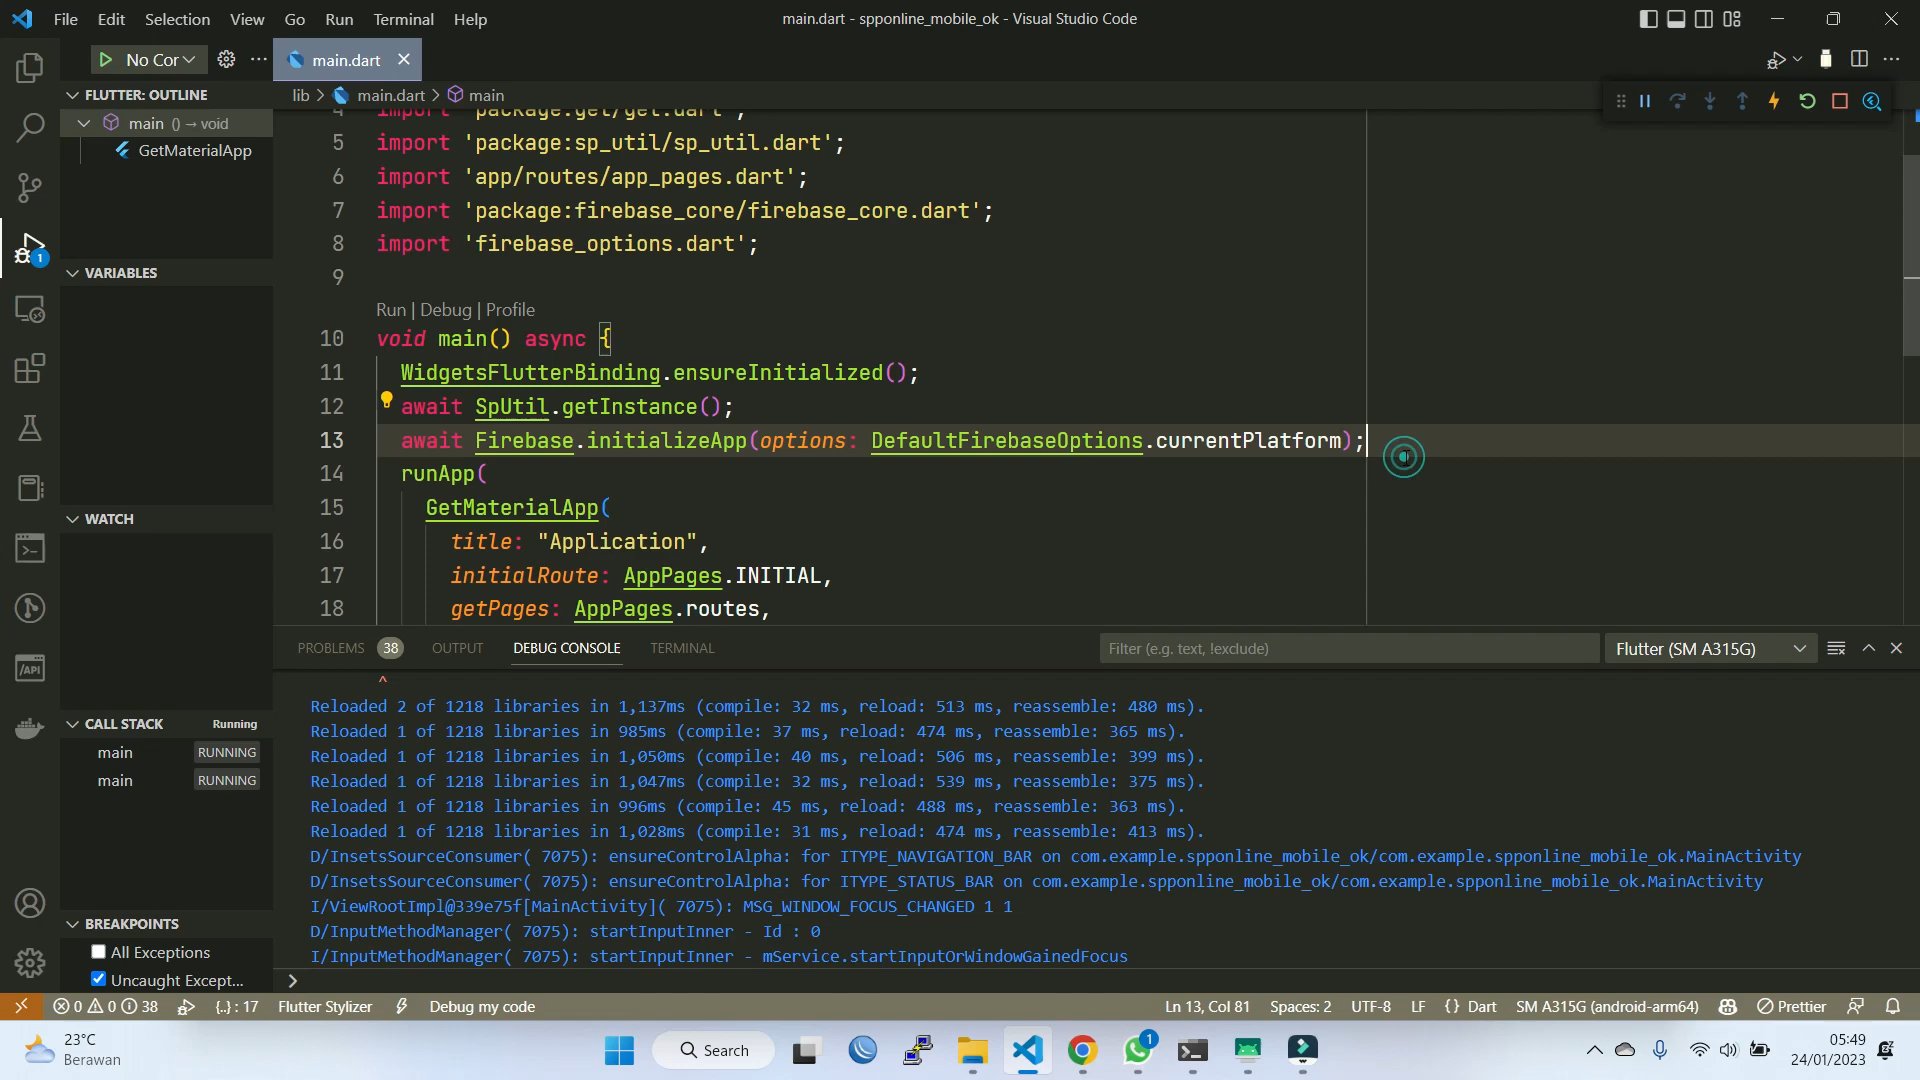 File Edit Selection View Go Run Terminal Help
main.dart - spponline_mobile_ok - Visual Studio Code
No Cor
main.dart
FLUTTER: OUTLINE
main () → void
GetMaterialApp
VARIABLES
WATCH
CALL STACK Running
main RUNNING
main RUNNING
BREAKPOINTS
All Exceptions
Uncaught Except...
lib > main.dart > main
4 import 'package:get/get.dart';
5 import 'package:sp_util/sp_util.dart';
6 import 'app/routes/app_pages.dart';
7 import 'package:firebase_core/firebase_core.dart';
8 import 'firebase_options.dart';
9
Run | Debug | Profile
10 void main() async {
11 WidgetsFlutterBinding.ensureInitialized();
12 await SpUtil.getInstance();
13 await Firebase.initializeApp(options: DefaultFirebaseOptions.currentPlatform);
14 runApp(
15 GetMaterialApp(
16 title: "Application",
17 initialRoute: AppPages.INITIAL,
18 getPages: AppPages.routes,
PROBLEMS 38 OUTPUT DEBUG CONSOLE TERMINAL
Filter (e.g. text, !exclude)
Flutter (SM A315G)
^
Reloaded 2 of 1218 libraries in 1,137ms (compile: 32 ms, reload: 513 ms, reassemble: 480 ms).
Reloaded 1 of 1218 libraries in 985ms (compile: 37 ms, reload: 474 ms, reassemble: 365 ms).
Reloaded 1 of 1218 libraries in 1,050ms (compile: 40 ms, reload: 506 ms, reassemble: 399 ms).
Reloaded 1 of 1218 libraries in 1,047ms (compile: 32 ms, reload: 539 ms, reassemble: 375 ms).
Reloaded 1 of 1218 libraries in 996ms (compile: 45 ms, reload: 488 ms, reassemble: 363 ms).
Reloaded 1 of 1218 libraries in 1,028ms (compile: 31 ms, reload: 474 ms, reassemble: 413 ms).
D/InsetsSourceConsumer( 7075): ensureControlAlpha: for ITYPE_NAVIGATION_BAR on com.example.spponline_mobile_ok/com.example.spponline_mobile_ok.MainActivity
D/InsetsSourceConsumer( 7075): ensureControlAlpha: for ITYPE_STATUS_BAR on com.example.spponline_mobile_ok/com.example.spponline_mobile_ok.MainActivity
I/ViewRootImpl@339e75f[MainActivity]( 7075): MSG_WINDOW_FOCUS_CHANGED 1 1
D/InputMethodManager( 7075): startInputInner - Id : 0
I/InputMethodManager( 7075): startInputInner - mService.startInputOrWindowGainedFocus
>
0 0 38 {..} : 17 Flutter Stylizer Debug my code
Ln 13, Col 81 Spaces: 2 UTF-8 LF {} Dart SM A315G (android-arm64) Prettier
23°C
Berawan
Search
1
05:49
24/01/2023
API
1